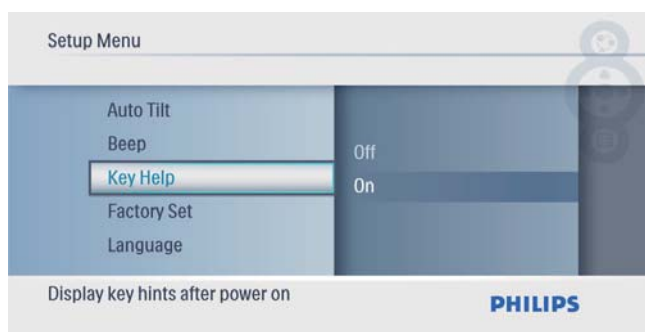 Setup Menu
Auto Tilt
Beep
Key Help
Factory Set
Language
Off
On
Display key hints after power on
PHILIPS